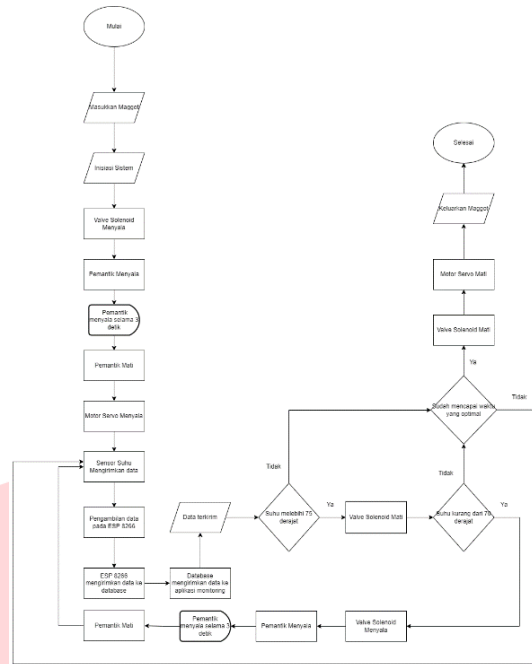 Mulai
Masukkan Maggot
Inisiasi Sistem
Valve Solenoid
Menyala
Pemantik Menyala
Pemantik
menyala selama 3
detik
Pemantik Mati
Motor Servo Menyala
Sensor Suhu
Mengirimkan data
Pengambilan data
pada ESP 8266
ESP 8266
mengirimkan data ke
database
Database
mengirimkan data ke
aplikasi monitoring
Data terkirim
Suhu melebihi 75
derajat
Tidak
Ya
Valve Solenoid Mati
Suhu kurang dari 70
derajat
Tidak
Ya
Valve Solenoid
Menyala
Pemantik Menyala
Pemantik
menyala selama 3
detik
Pemantik Mati
Sudah mencapai waktu
yang optimal
Tidak
Ya
Valve Solenoid Mati
Motor Servo Mati
Keluarkan Maggot
Selesai